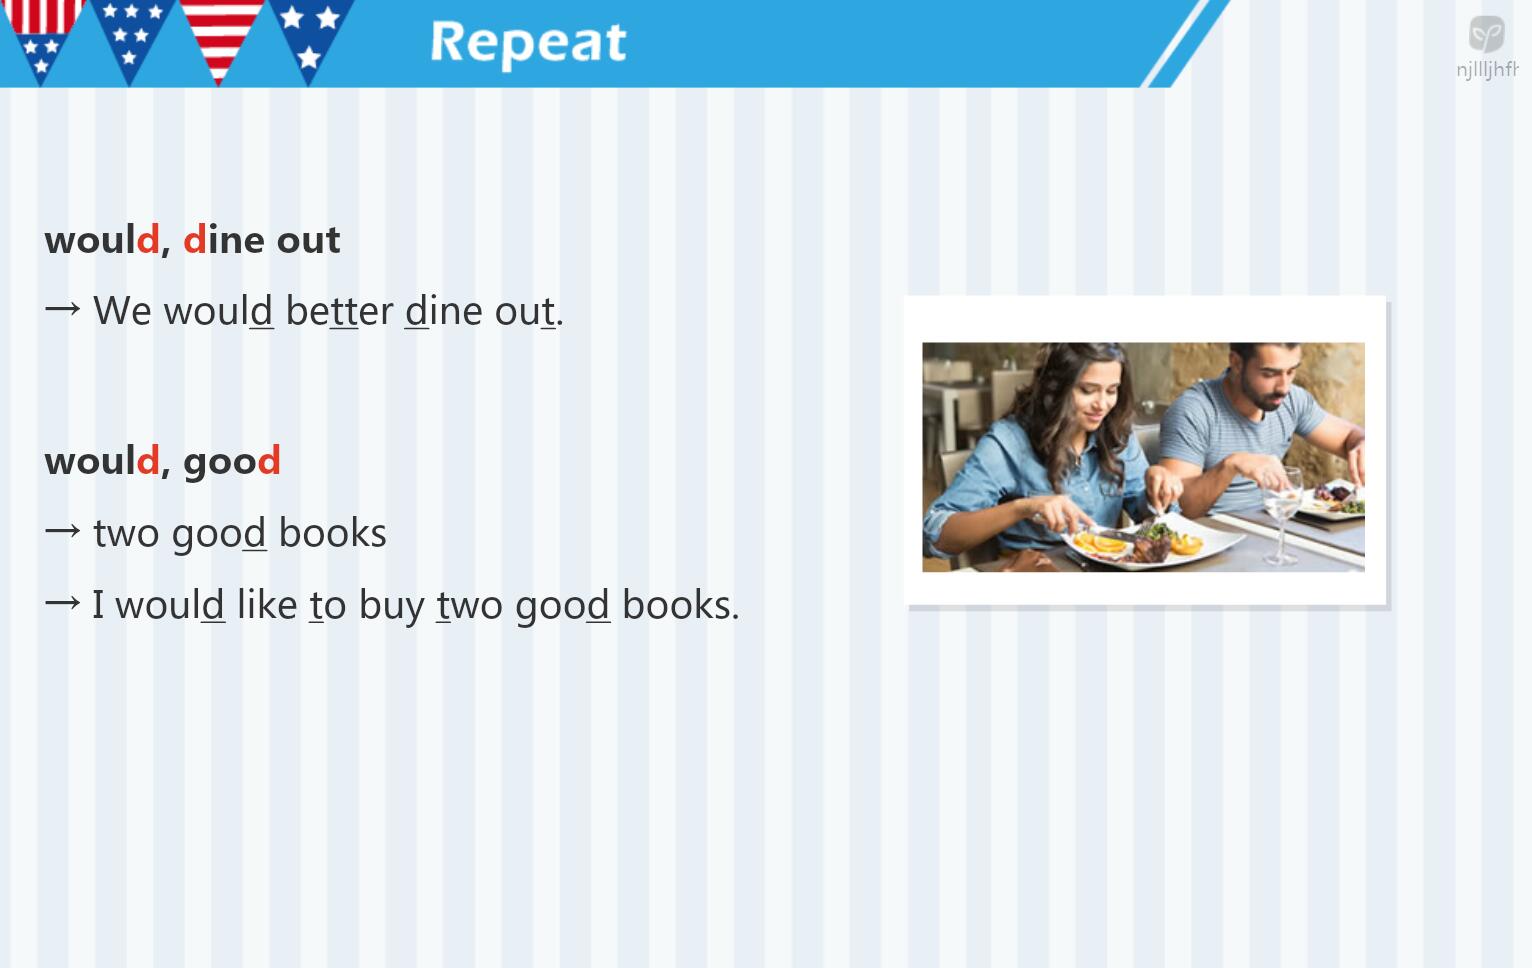 Repeat
njllljhfh
would, dine out
→ We would better dine out.
would, good
→ two good books
→ I would like to buy two good books.